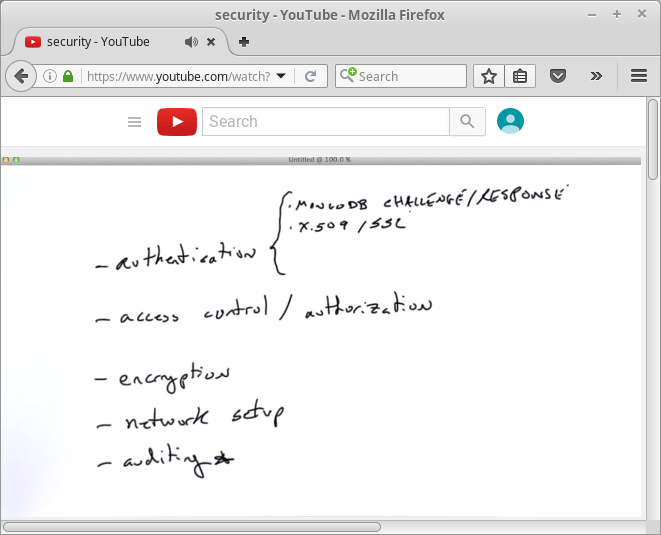 security - YouTube - Mozilla Firefox
security - YouTube
https://www.youtube.com/watch?
Search
Search
Untitled @ 100.0 %
· MONGODB CHALLENGE/RESPONSE
· X.509 / SSL
- authentication
- access control / authorization
- encryption
- network setup
- auditing *